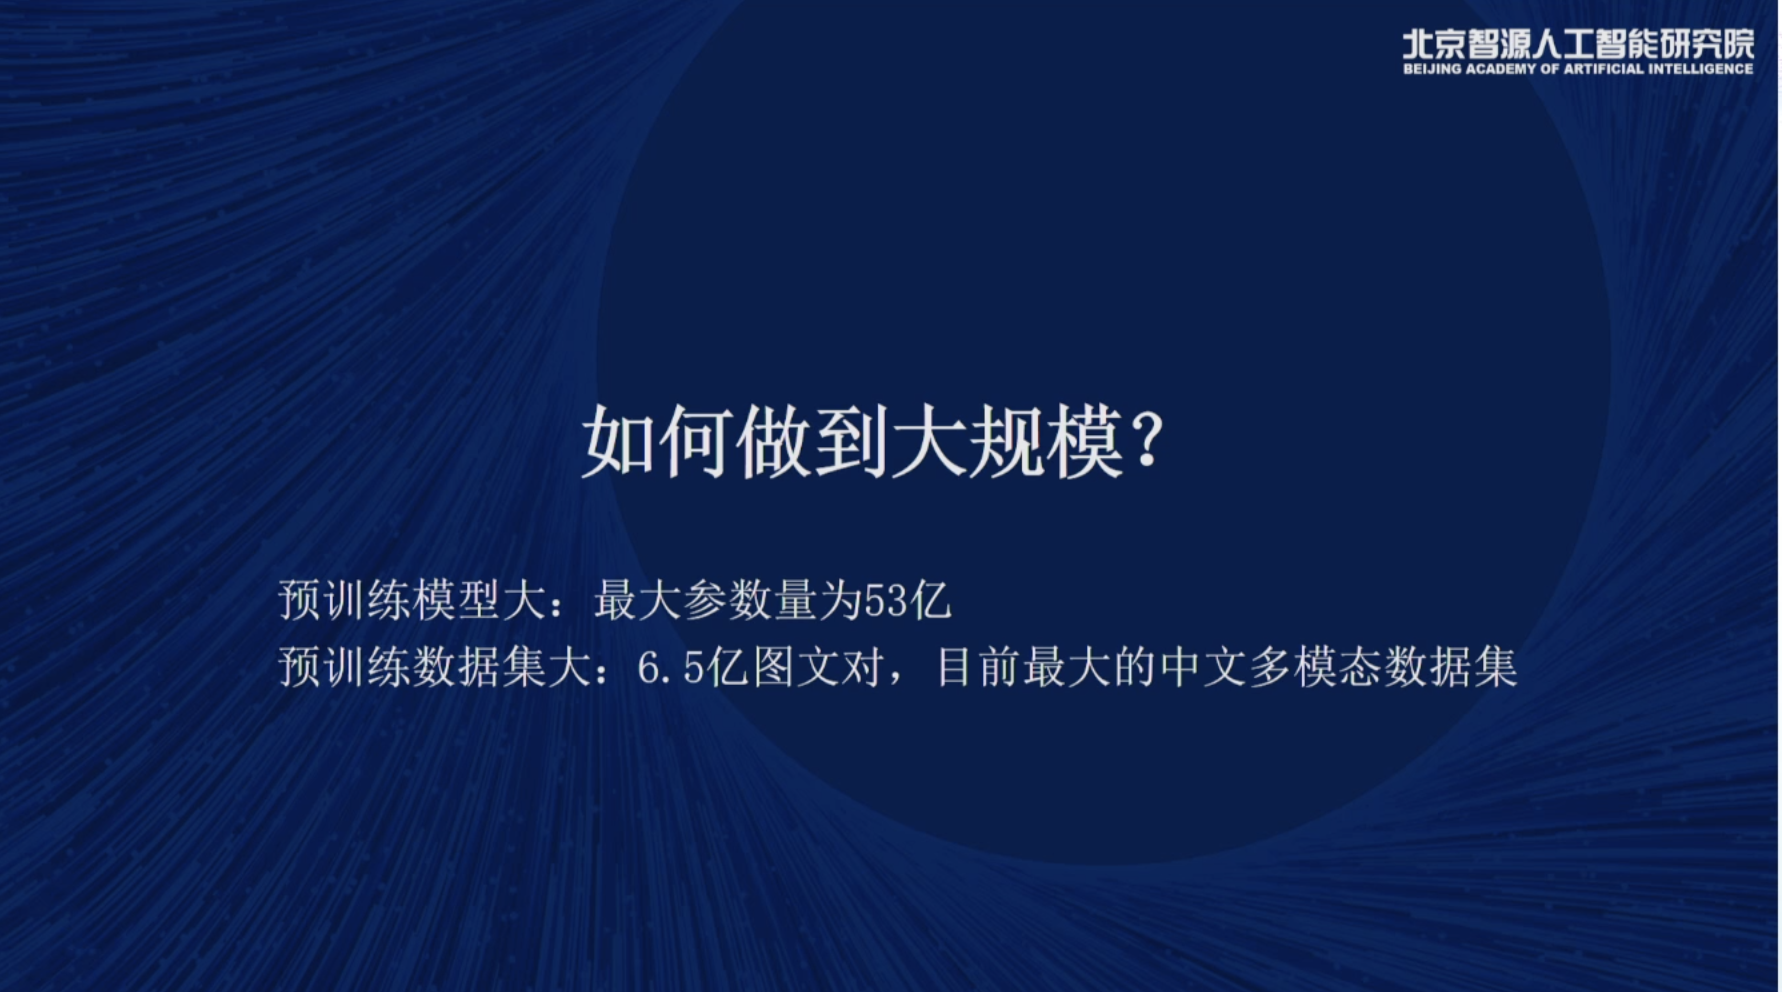 北京智源人工智能研究院
BEIJING ACADEMY OF ARTIFICIAL INTELLIGENCE
如何做到大规模？
预训练模型大：最大参数量为53亿
预训练数据集大：6.5亿图文对，目前最大的中文多模态数据集